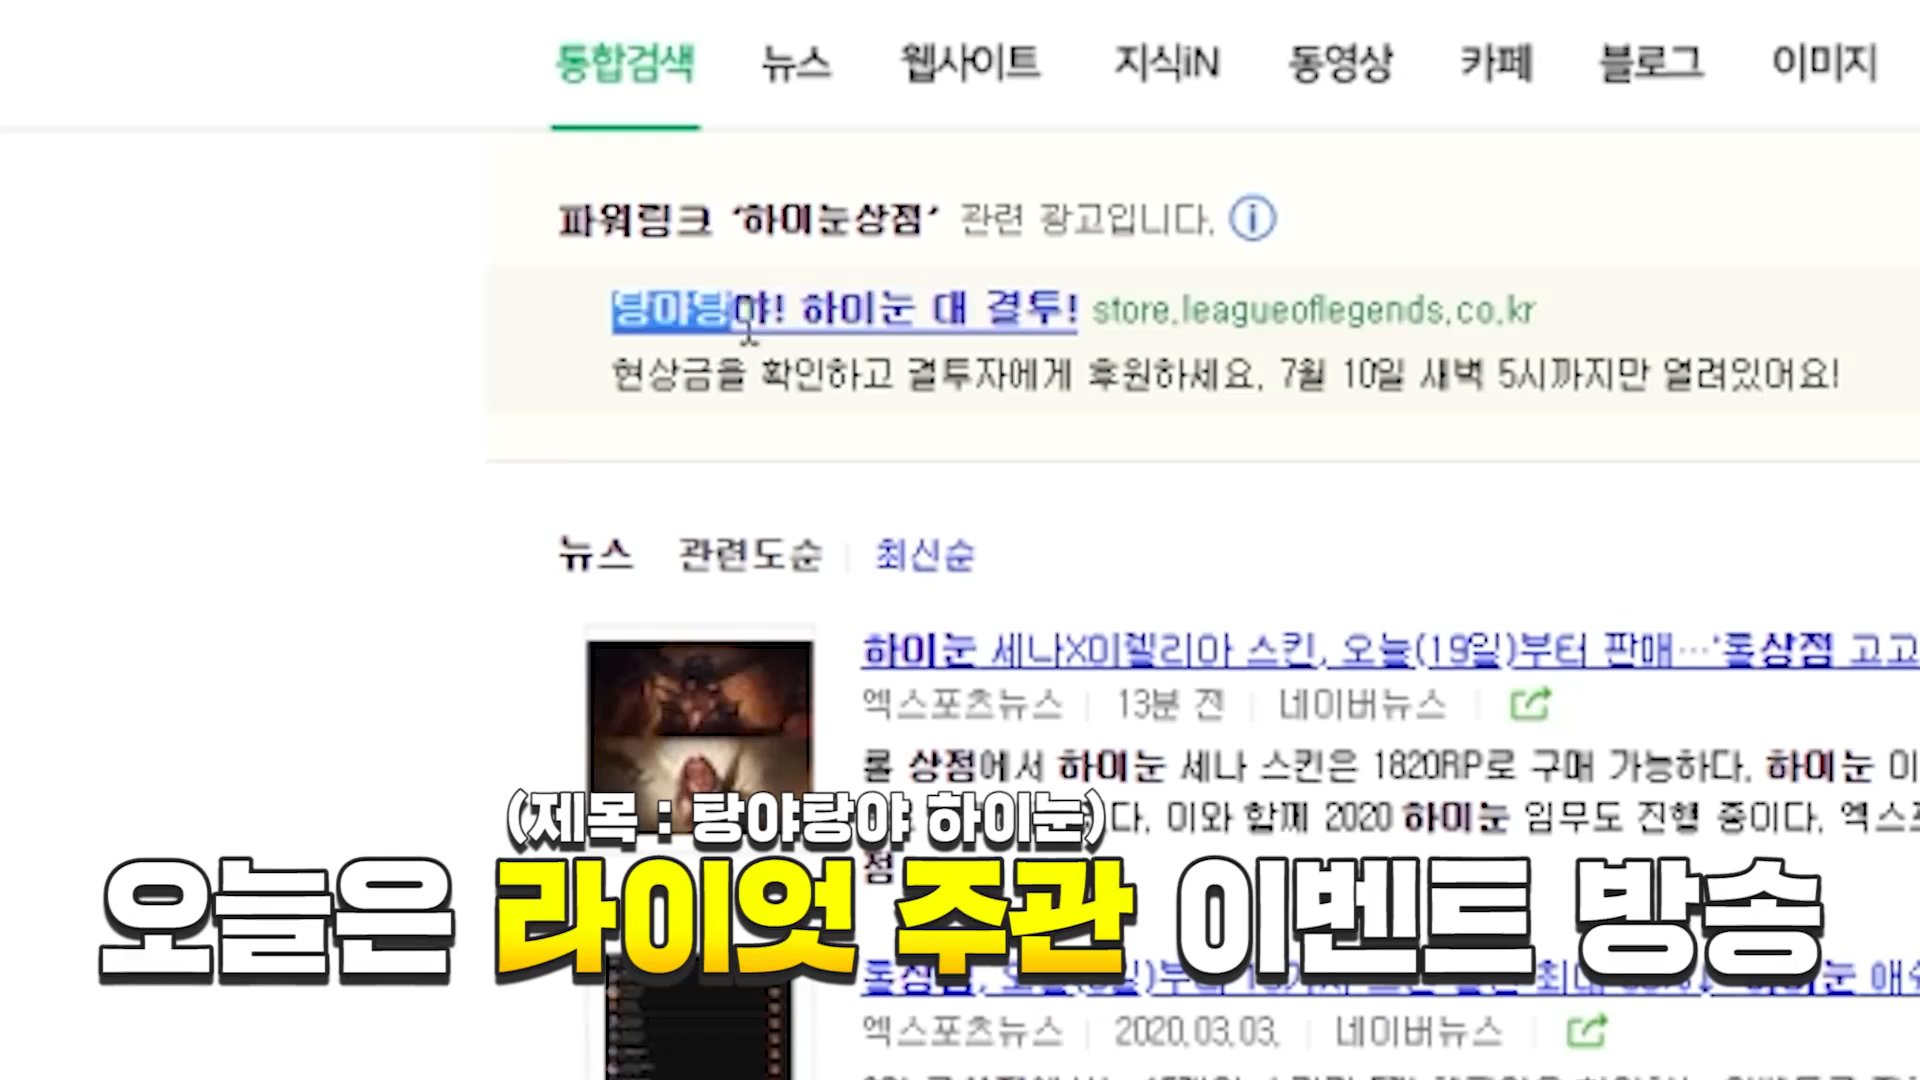 통합검색 뉴스 웹사이트 지식iN 동영상 카페 블로그 이미지
파워링크 '하이눈상점' 관련 광고입니다.
탕야탕야! 하이눈 대 결투! store.leagueoflegends.co.kr
현상금을 확인하고 결투자에게 후원하세요. 7월 10일 새벽 5시까지만 열려있어요!
뉴스 관련도순 최신순
하이눈 세나X이렐리아 스킨, 오늘(19일)부터 판매…'롤상점 고고
엑스포츠뉴스 13분 전 네이버뉴스
롤 상점에서 하이눈 세나 스킨은 1820RP로 구매 가능하다. 하이눈 이
(제목 : 탕야탕야 하이눈)
다. 이와 함께 2020 하이눈 임무도 진행 중이다. 엑스포
점
오늘은 라이엇 주관 이벤트 방송
엑스포츠뉴스 2020.03.03. 네이버뉴스